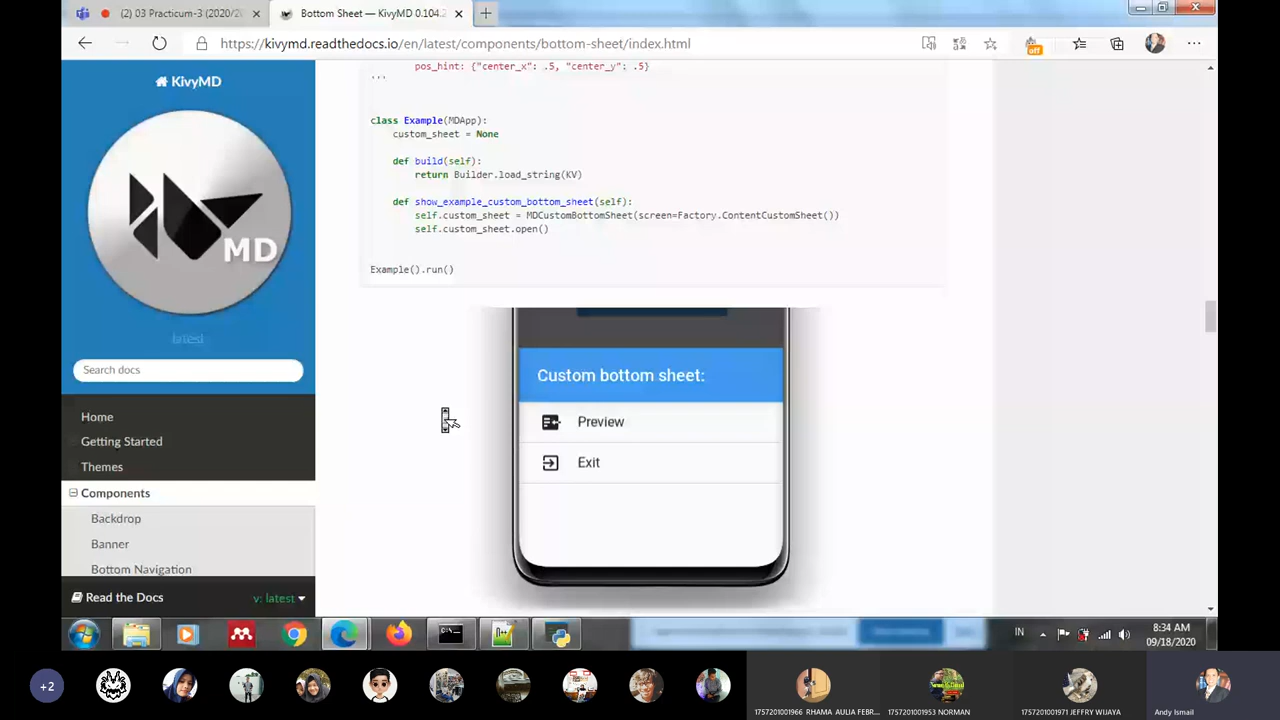 (2) 03 Practicum-3 (2020/20
Bottom Sheet — KivyMD 0.104.2
https://kivymd.readthedocs.io/en/latest/components/bottom-sheet/index.html
off
KivyMD
MD
latest
Search docs
Home
Getting Started
Themes
Components
Backdrop
Banner
Bottom Navigation
Read the Docs
v: latest
pos_hint: {"center_x": .5, "center_y": .5}
'''
class Example(MDApp):
custom_sheet = None
def build(self):
return Builder.load_string(KV)
def show_example_custom_bottom_sheet(self):
self.custom_sheet = MDCustomBottomSheet(screen=Factory.ContentCustomSheet())
self.custom_sheet.open()
Example().run()
Custom bottom sheet:
Preview
Exit
IN
8:34 AM
09/18/2020
+2
1757201001966 RHAMA AULIA FEBR...
1757201001953 NORMAN
1757201001971 JEFFRY WIJAYA
Andy Ismail